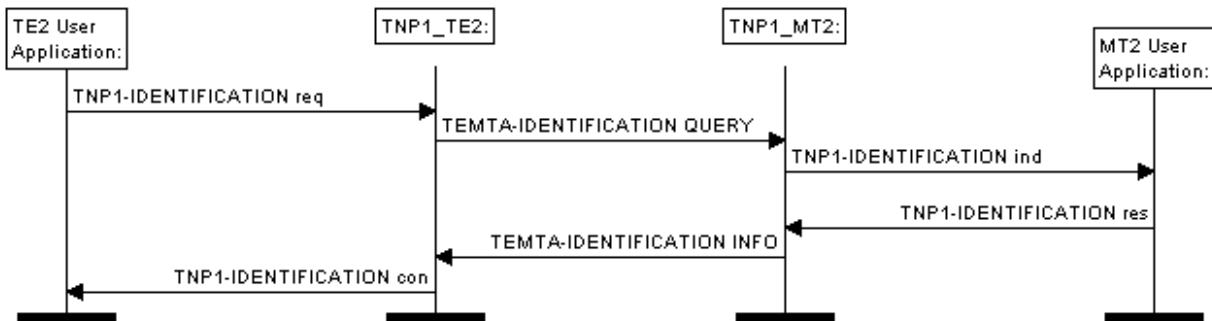 TE2 User
Application:
TNP1_TE2:
TNP1_MT2:
MT2 User
Application:
TNP1-IDENTIFICATION req
TEMTA-IDENTIFICATION QUERY
TNP1-IDENTIFICATION ind
TNP1-IDENTIFICATION res
TEMTA-IDENTIFICATION INFO
TNP1-IDENTIFICATION con